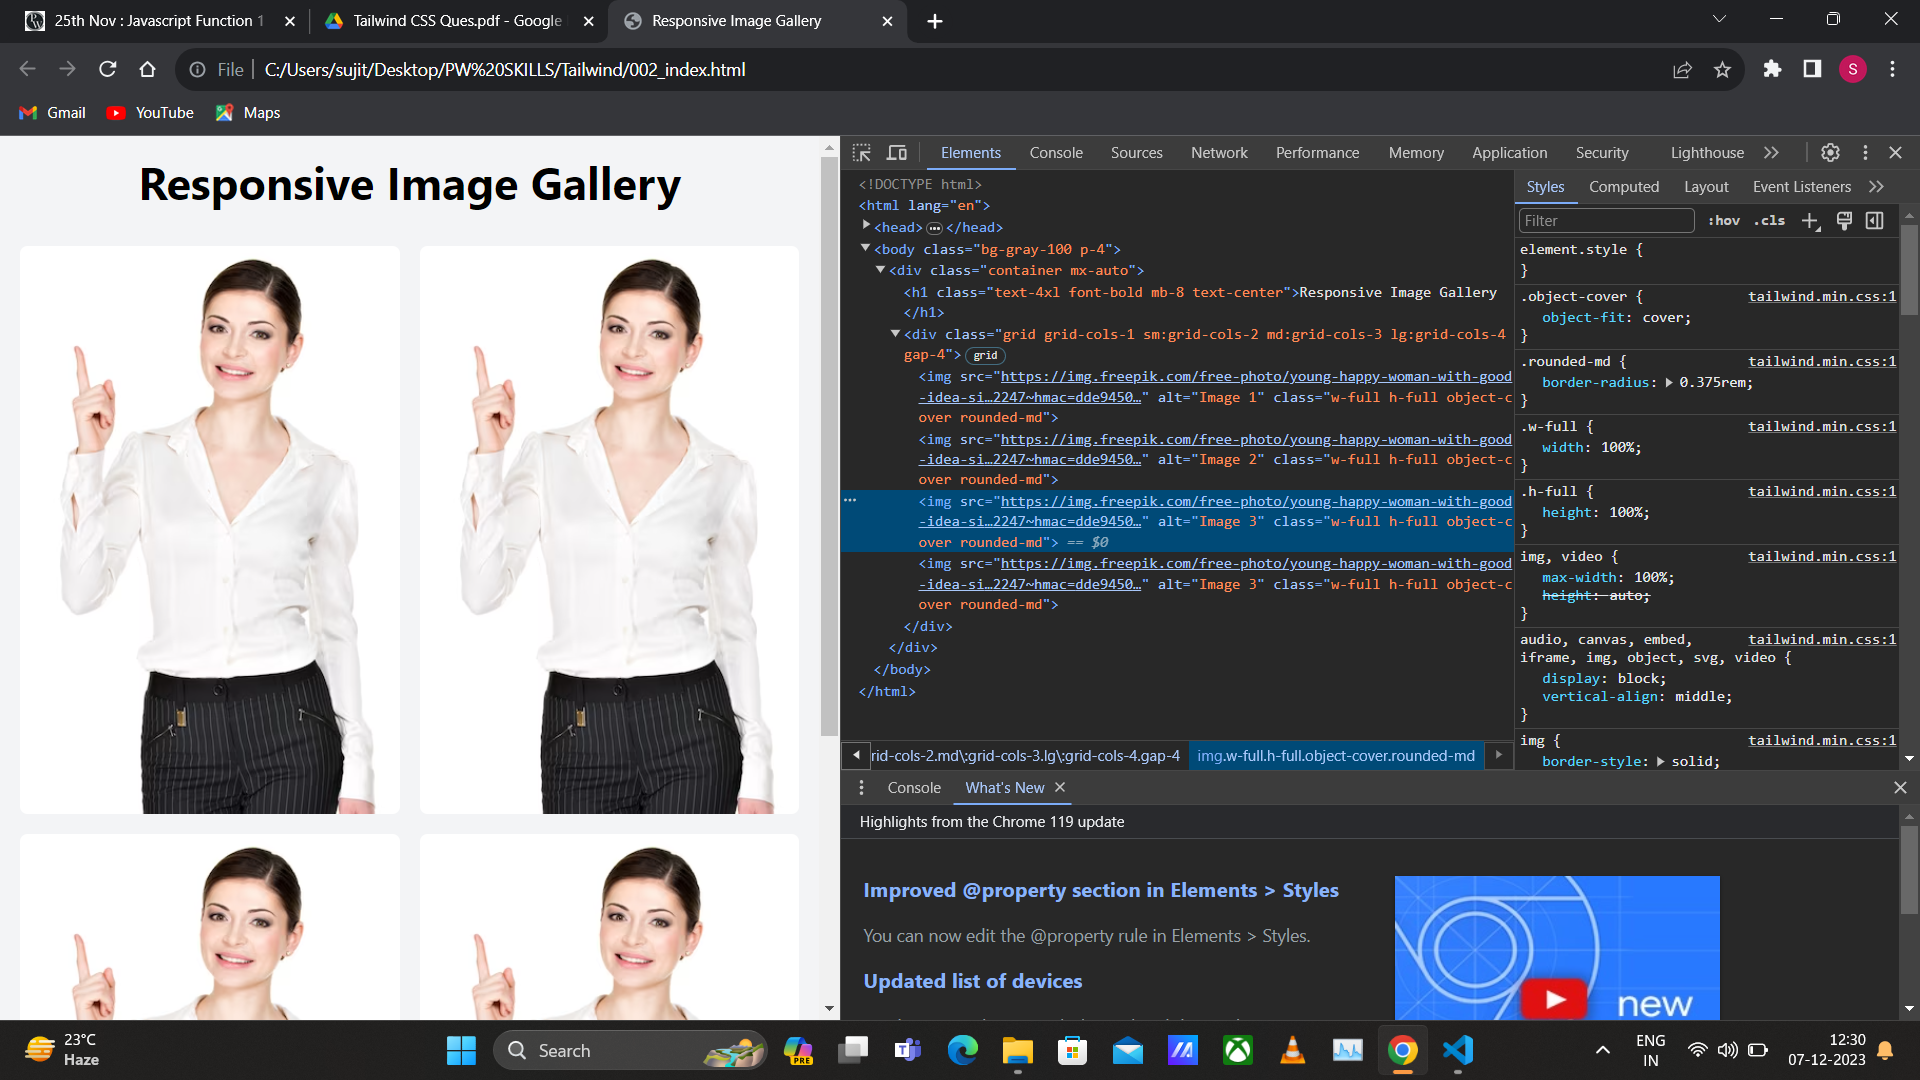 25th Nov : Javascript Function 1
Tailwind CSS Ques.pdf - Google
Responsive Image Gallery
File
C:/Users/sujit/Desktop/PW%20SKILLS/Tailwind/002_index.html
S
Gmail
YouTube
Maps
Responsive Image Gallery
Elements Console Sources Network Performance Memory Application Security Lighthouse
<!DOCTYPE html>
<html lang="en">
<head> ••• </head>
<body class="bg-gray-100 p-4">
<div class="container mx-auto">
<h1 class="text-4xl font-bold mb-8 text-center">Responsive Image Gallery
</h1>
<div class="grid grid-cols-1 sm:grid-cols-2 md:grid-cols-3 lg:grid-cols-4
gap-4"> grid
<img src="https://img.freepik.com/free-photo/young-happy-woman-with-good
-idea-si…2247~hmac=dde9450…" alt="Image 1" class="w-full h-full object-c
over rounded-md">
<img src="https://img.freepik.com/free-photo/young-happy-woman-with-good
-idea-si…2247~hmac=dde9450…" alt="Image 2" class="w-full h-full object-c
over rounded-md">
<img src="https://img.freepik.com/free-photo/young-happy-woman-with-good
-idea-si…2247~hmac=dde9450…" alt="Image 3" class="w-full h-full object-c
over rounded-md"> == $0
<img src="https://img.freepik.com/free-photo/young-happy-woman-with-good
-idea-si…2247~hmac=dde9450…" alt="Image 3" class="w-full h-full object-c
over rounded-md">
</div>
</div>
</body>
</html>
rid-cols-2.md\:grid-cols-3.lg\:grid-cols-4.gap-4 img.w-full.h-full.object-cover.rounded-md
Styles Computed Layout Event Listeners
Filter :hov .cls
element.style {
}
.object-cover { tailwind.min.css:1
object-fit: cover;
}
.rounded-md { tailwind.min.css:1
border-radius: 0.375rem;
}
.w-full { tailwind.min.css:1
width: 100%;
}
.h-full { tailwind.min.css:1
height: 100%;
}
img, video { tailwind.min.css:1
max-width: 100%;
height: auto;
}
audio, canvas, embed, tailwind.min.css:1
iframe, img, object, svg, video {
display: block;
vertical-align: middle;
}
img { tailwind.min.css:1
border-style: solid;
Console What's New
Highlights from the Chrome 119 update
Improved @property section in Elements > Styles
You can now edit the @property rule in Elements > Styles.
Updated list of devices
new
23°C
Haze
Search
PRE
ENG
IN
12:30
07-12-2023